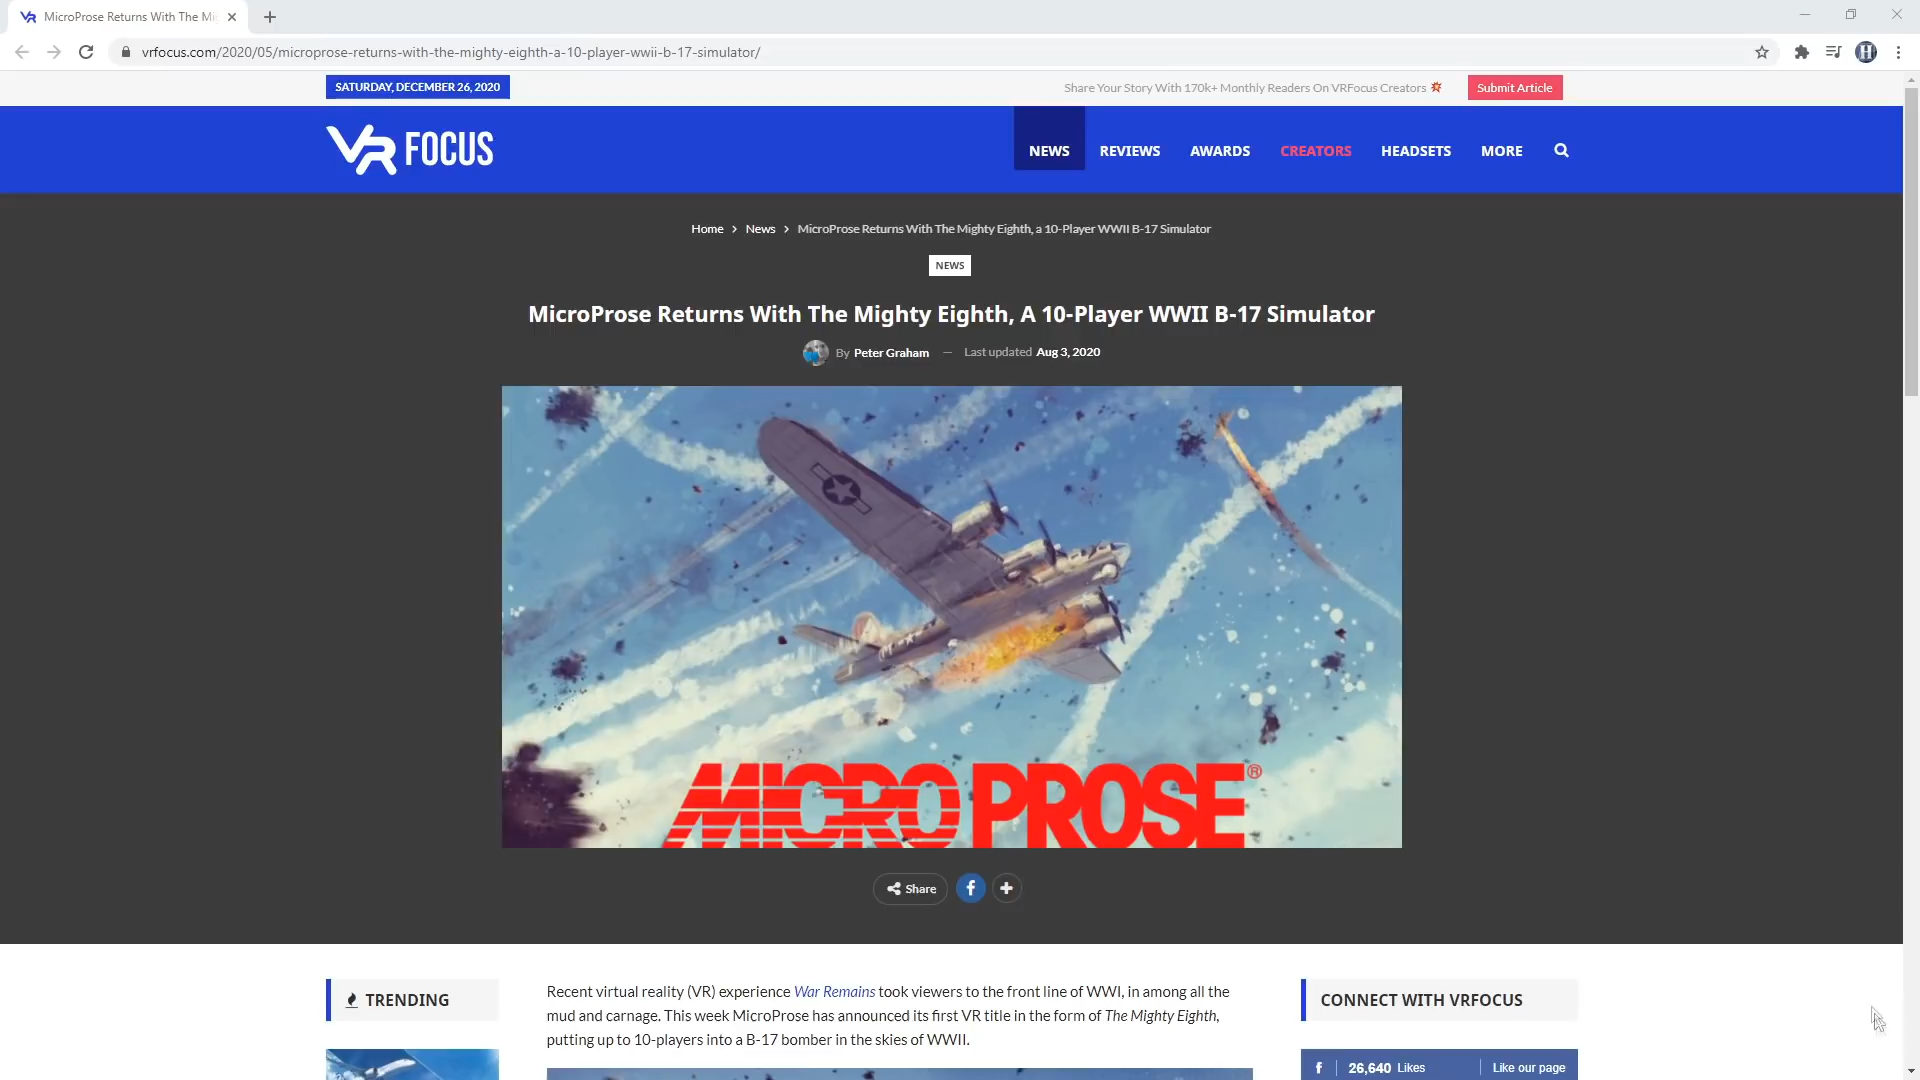 MicroProse Returns With The Mi
vrfocus.com/2020/05/microprose-returns-with-the-mighty-eighth-a-10-player-wwii-b-17-simulator/
H
SATURDAY, DECEMBER 26, 2020
Share Your Story With 170k+ Monthly Readers On VRFocus Creators
Submit Article
VR FOCUS
NEWS REVIEWS AWARDS CREATORS HEADSETS MORE
Home > News > MicroProse Returns With The Mighty Eighth, a 10-Player WWII B-17 Simulator
NEWS
MicroProse Returns With The Mighty Eighth, A 10-Player WWII B-17 Simulator
By Peter Graham — Last updated Aug 3, 2020
MICROPROSE®
Share
TRENDING
Recent virtual reality (VR) experience War Remains took viewers to the front line of WWI, in among all the
mud and carnage. This week MicroProse has announced its first VR title in the form of The Mighty Eighth,
putting up to 10-players into a B-17 bomber in the skies of WWII.
CONNECT WITH VRFOCUS
26,640 Likes Like our page